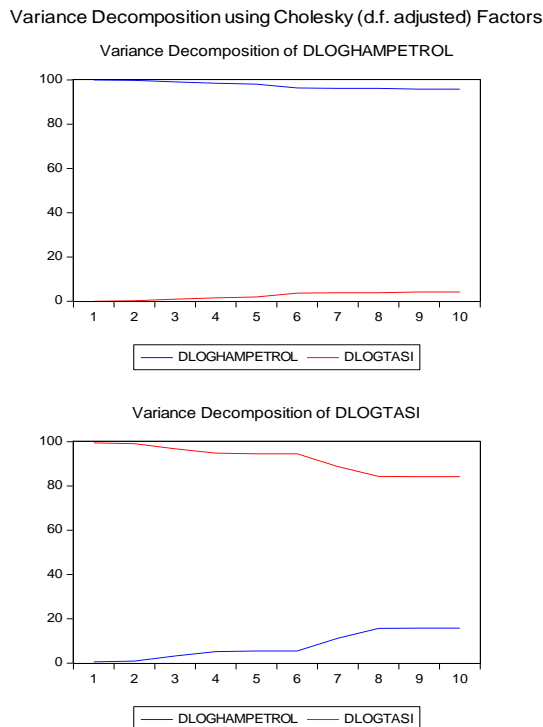 Variance Decomposition using Cholesky (d.f. adjusted) Factors
Variance Decomposition of DLOGHAMPETROL
100
80
60
40
20
0
1 2 3 4 5 6 7 8 9 10
DLOGHAMPETROL DLOGTASI
Variance Decomposition of DLOGTASI
100
80
60
40
20
0
1 2 3 4 5 6 7 8 9 10
DLOGHAMPETROL DLOGTASI